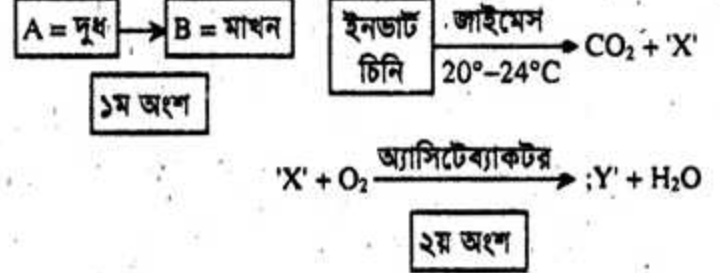 A = দুধ → B = মাখন
১ম অংশ
ইনভার্ট চিনি জাইমেস 20°–24°C → CO₂ + 'X'
'X' + O₂ অ্যাসিটেব্যাকটর → ;Y' + H₂O
২য় অংশ